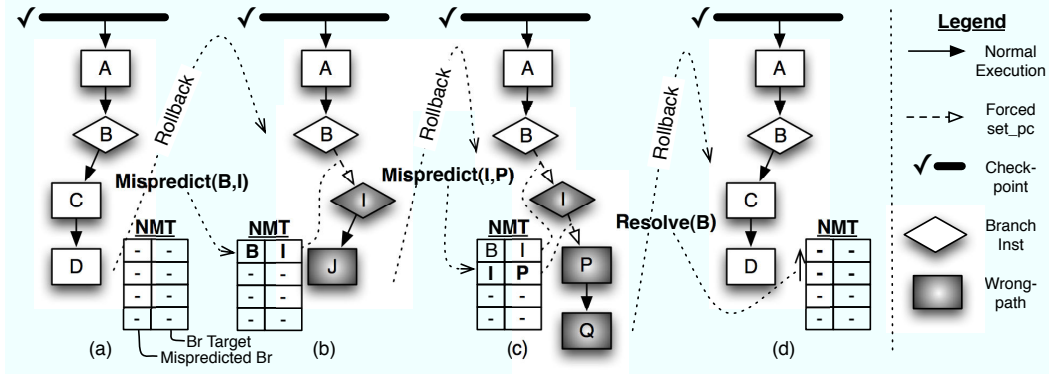 ✓
A
B
C
D
NMT
- -
- -
- -
- -
Br Target
Mispredicted Br
(a)
Rollback
Mispredict(B,I)
✓
A
B
I
J
NMT
B I
- -
- -
- -
(b)
Rollback
Mispredict(I,P)
✓
A
B
I
P
Q
NMT
B I
I P
- -
- -
(c)
Rollback
Resolve(B)
✓
A
B
C
D
NMT
- -
- -
- -
- -
(d)
Legend
Normal
Execution
Forced
set_pc
✓
Check-
point
Branch
Inst
Wrong-
path